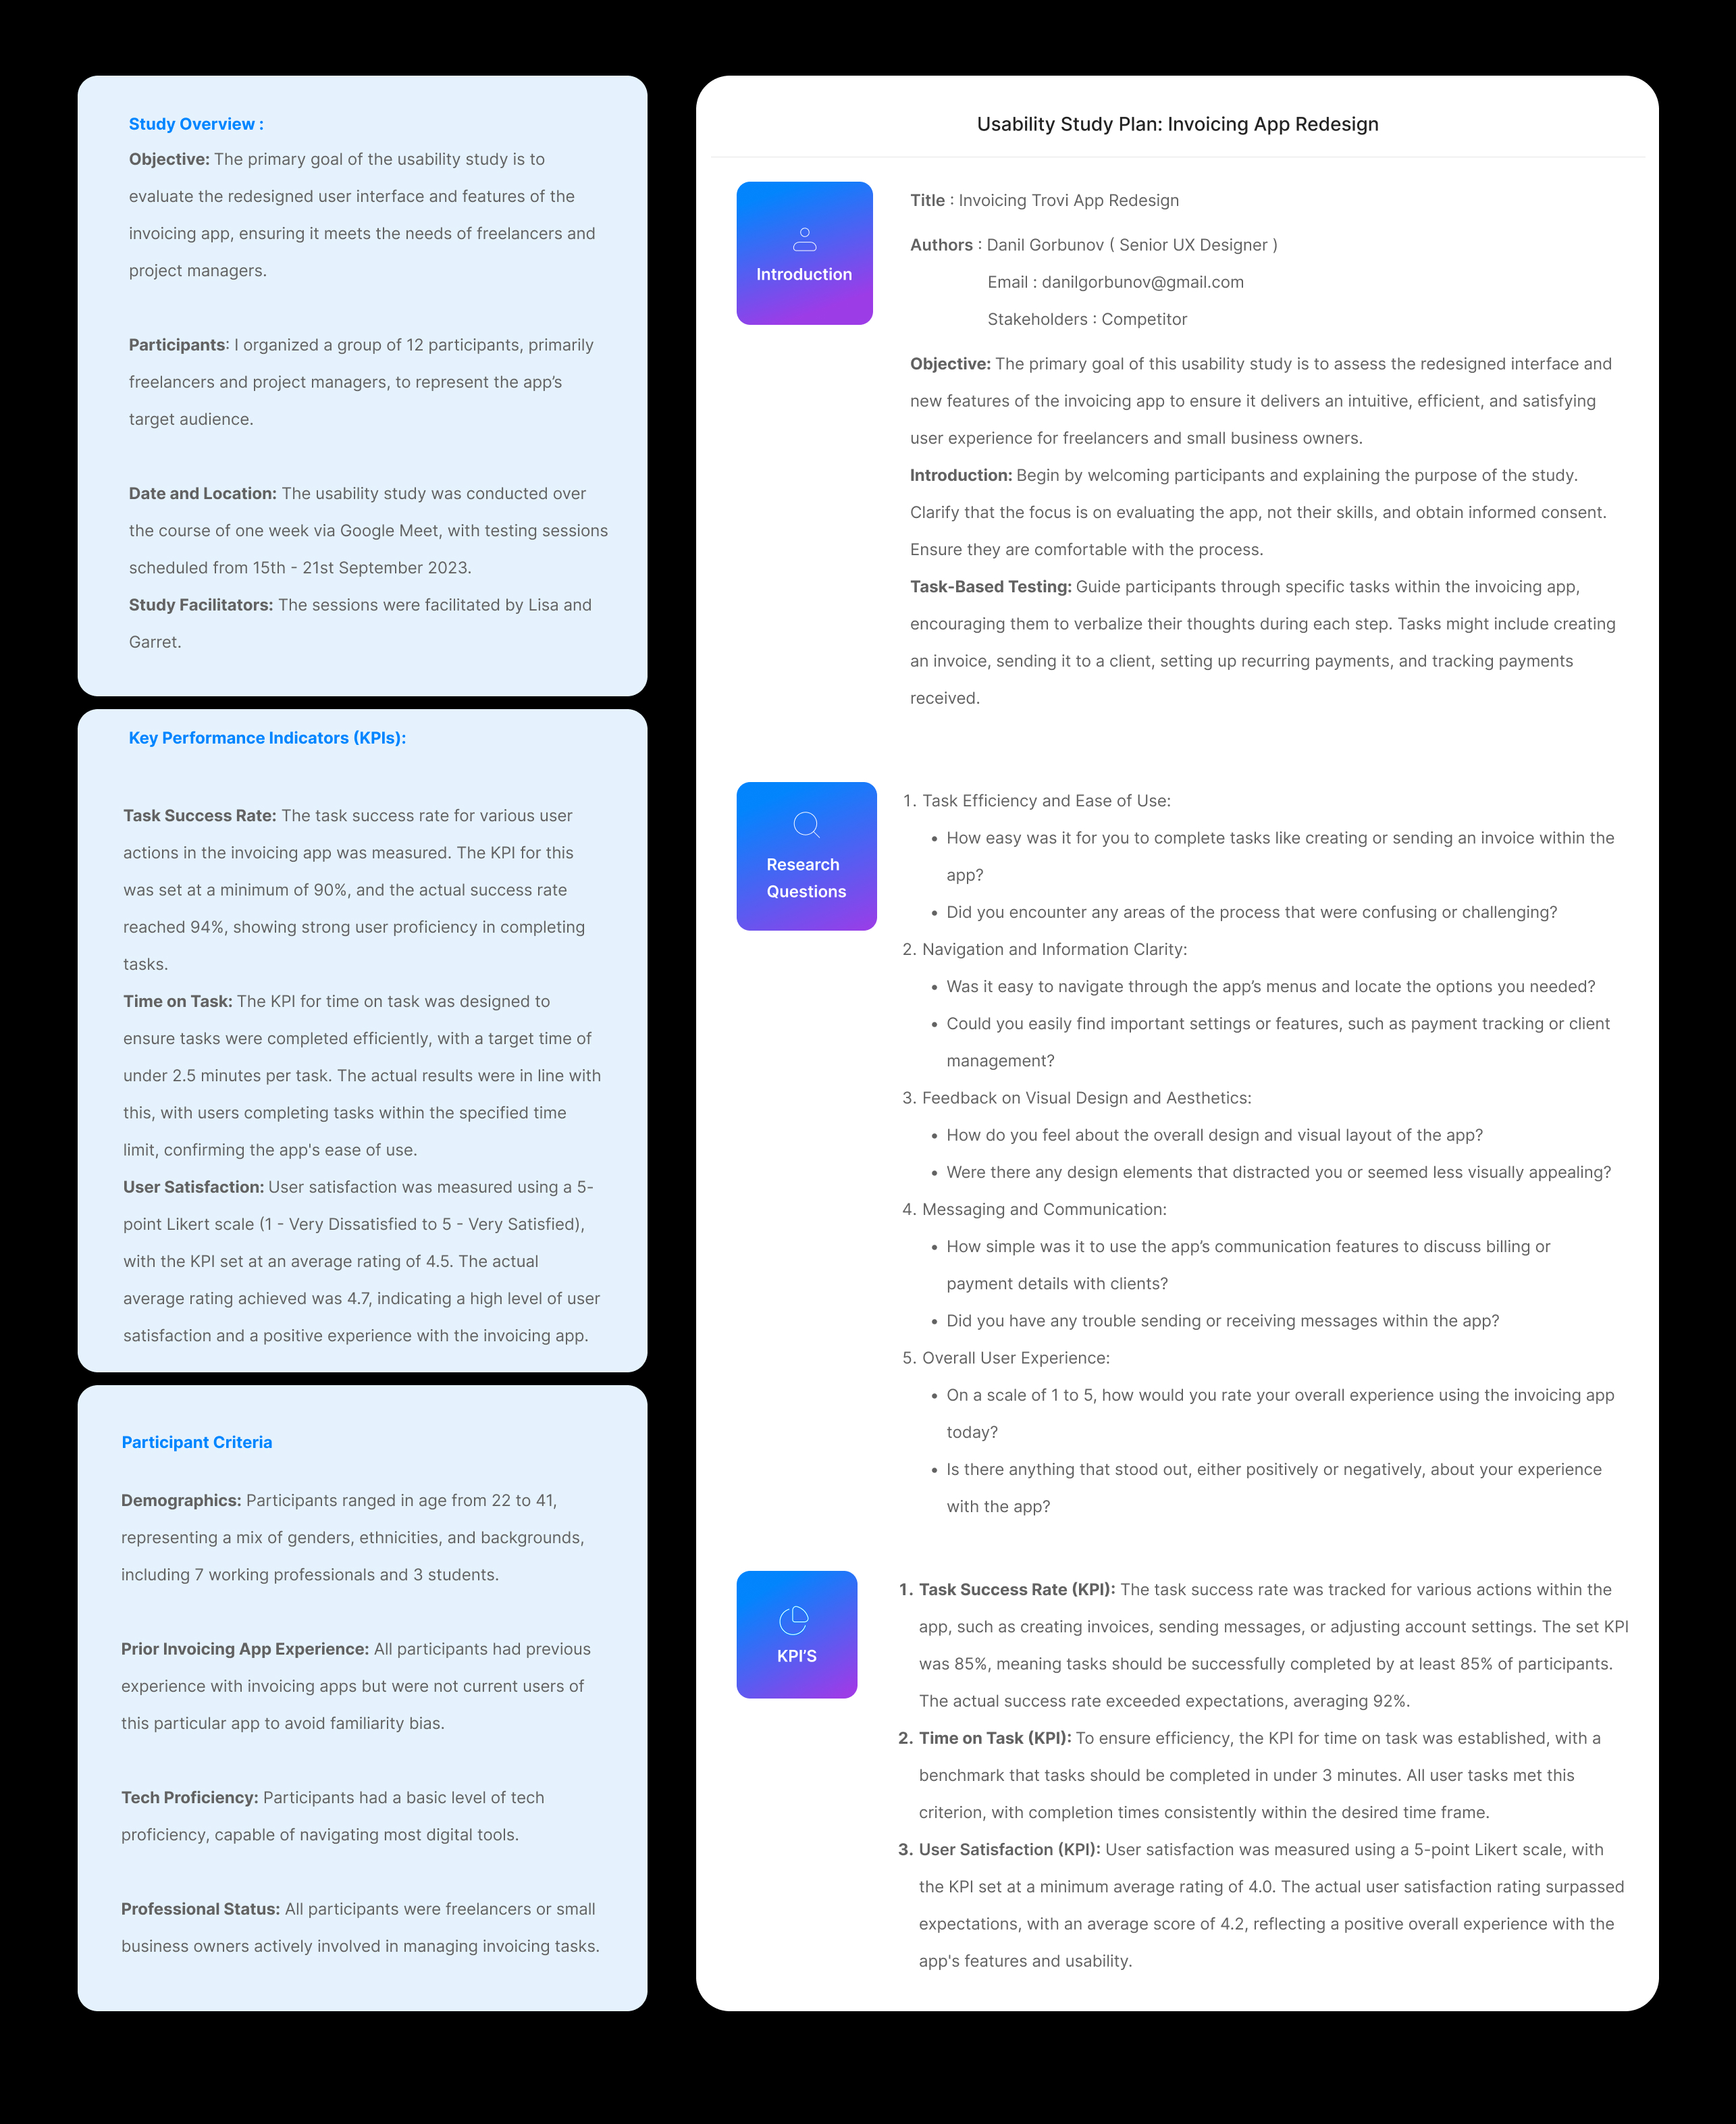 Study Overview :
Objective: The primary goal of the usability study is to
evaluate the redesigned user interface and features of the
invoicing app, ensuring it meets the needs of freelancers and
project managers.
Participants: I organized a group of 12 participants, primarily
freelancers and project managers, to represent the app’s
target audience.
Date and Location: The usability study was conducted over
the course of one week via Google Meet, with testing sessions
scheduled from 15th - 21st September 2023.
Study Facilitators: The sessions were facilitated by Lisa and
Garret.
Key Performance Indicators (KPIs):
Task Success Rate: The task success rate for various user
actions in the invoicing app was measured. The KPI for this
was set at a minimum of 90%, and the actual success rate
reached 94%, showing strong user proficiency in completing
tasks.
Time on Task: The KPI for time on task was designed to
ensure tasks were completed efficiently, with a target time of
under 2.5 minutes per task. The actual results were in line with
this, with users completing tasks within the specified time
limit, confirming the app's ease of use.
User Satisfaction: User satisfaction was measured using a 5-
point Likert scale (1 - Very Dissatisfied to 5 - Very Satisfied),
with the KPI set at an average rating of 4.5. The actual
average rating achieved was 4.7, indicating a high level of user
satisfaction and a positive experience with the invoicing app.
Participant Criteria
Demographics: Participants ranged in age from 22 to 41,
representing a mix of genders, ethnicities, and backgrounds,
including 7 working professionals and 3 students.
Prior Invoicing App Experience: All participants had previous
experience with invoicing apps but were not current users of
this particular app to avoid familiarity bias.
Tech Proficiency: Participants had a basic level of tech
proficiency, capable of navigating most digital tools.
Professional Status: All participants were freelancers or small
business owners actively involved in managing invoicing tasks.
Usability Study Plan: Invoicing App Redesign
Introduction
Title : Invoicing Trovi App Redesign
Authors : Danil Gorbunov ( Senior UX Designer )
Email : danilgorbunov@gmail.com
Stakeholders : Competitor
Objective: The primary goal of this usability study is to assess the redesigned interface and
new features of the invoicing app to ensure it delivers an intuitive, efficient, and satisfying
user experience for freelancers and small business owners.
Introduction: Begin by welcoming participants and explaining the purpose of the study.
Clarify that the focus is on evaluating the app, not their skills, and obtain informed consent.
Ensure they are comfortable with the process.
Task-Based Testing: Guide participants through specific tasks within the invoicing app,
encouraging them to verbalize their thoughts during each step. Tasks might include creating
an invoice, sending it to a client, setting up recurring payments, and tracking payments
received.
Research
Questions
1. Task Efficiency and Ease of Use:
• How easy was it for you to complete tasks like creating or sending an invoice within the
app?
• Did you encounter any areas of the process that were confusing or challenging?
2. Navigation and Information Clarity:
• Was it easy to navigate through the app’s menus and locate the options you needed?
• Could you easily find important settings or features, such as payment tracking or client
management?
3. Feedback on Visual Design and Aesthetics:
• How do you feel about the overall design and visual layout of the app?
• Were there any design elements that distracted you or seemed less visually appealing?
4. Messaging and Communication:
• How simple was it to use the app’s communication features to discuss billing or
payment details with clients?
• Did you have any trouble sending or receiving messages within the app?
5. Overall User Experience:
• On a scale of 1 to 5, how would you rate your overall experience using the invoicing app
today?
• Is there anything that stood out, either positively or negatively, about your experience
with the app?
KPI’S
1. Task Success Rate (KPI): The task success rate was tracked for various actions within the
app, such as creating invoices, sending messages, or adjusting account settings. The set KPI
was 85%, meaning tasks should be successfully completed by at least 85% of participants.
The actual success rate exceeded expectations, averaging 92%.
2. Time on Task (KPI): To ensure efficiency, the KPI for time on task was established, with a
benchmark that tasks should be completed in under 3 minutes. All user tasks met this
criterion, with completion times consistently within the desired time frame.
3. User Satisfaction (KPI): User satisfaction was measured using a 5-point Likert scale, with
the KPI set at a minimum average rating of 4.0. The actual user satisfaction rating surpassed
expectations, with an average score of 4.2, reflecting a positive overall experience with the
app's features and usability.